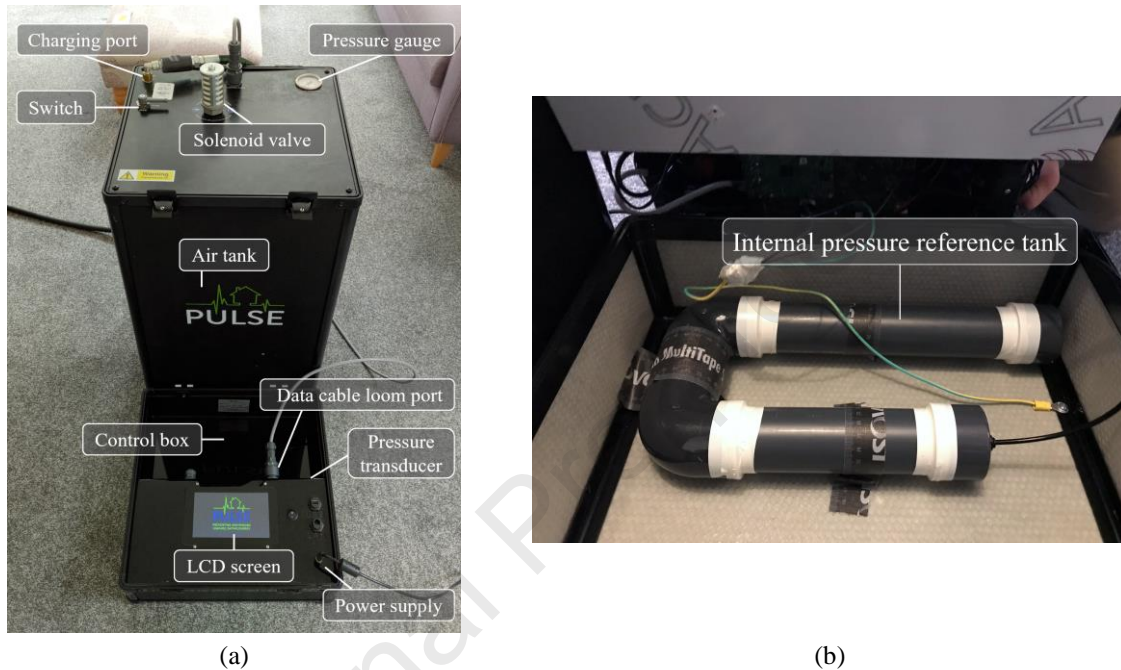 Charging port
Pressure gauge
Switch
Solenoid valve
Warning
Air tank
PULSE
Data cable loom port
Control box
Pressure
transducer
LCD screen
Power supply
(a)
Internal pressure reference tank
MultiTape
(b)